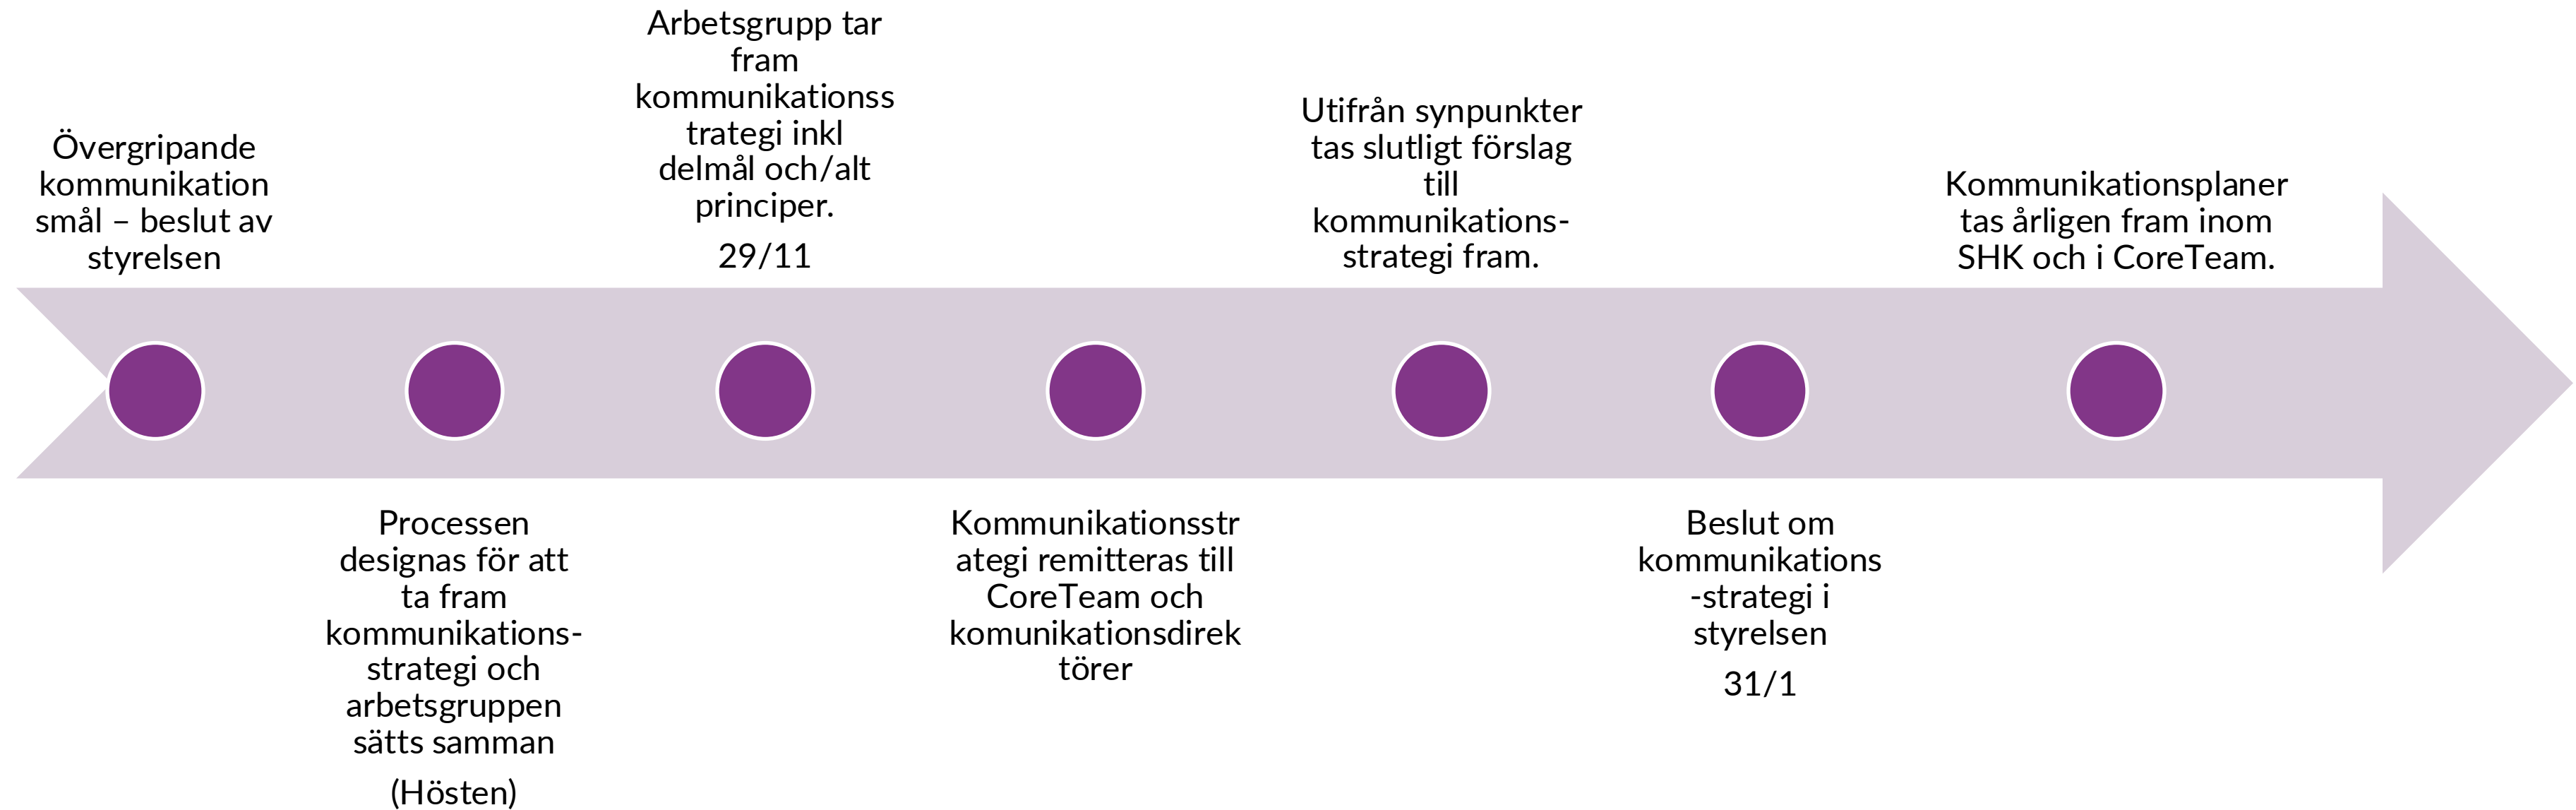 Övergripande
kommunikation
smål – beslut av
styrelsen
Processen
designas för att
ta fram
kommunikations-
strategi och
arbetsgruppen
sätts samman
(Hösten)
Arbetsgrupp tar
fram
kommunikationss
trategi inkl
delmål och/alt
principer.
29/11
Kommunikationsstr
ategi remitteras till
CoreTeam och
komunikationsdirek
törer
Utifrån synpunkter
tas slutligt förslag
till
kommunikations-
strategi fram.
Beslut om
kommunikations
-strategi i
styrelsen
31/1
Kommunikationsplaner
tas årligen fram inom
SHK och i CoreTeam.